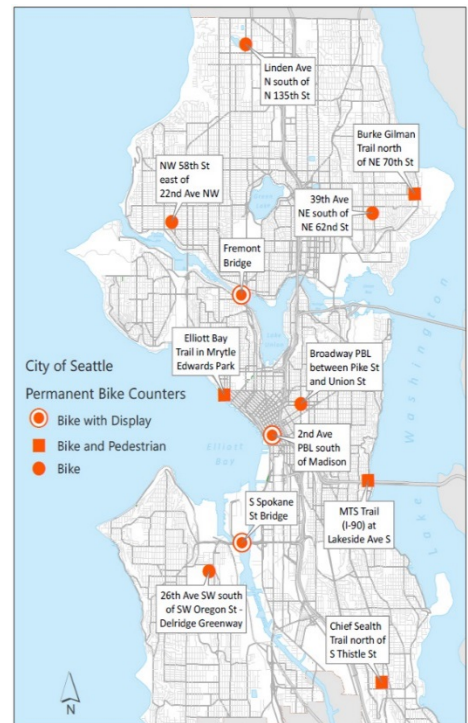 Linden Ave
N south of
N 135th St
Burke Gilman
Trail north
of NE 70th St
NW 58th St
east of
22nd Ave NW
39th Ave
NE south of
NE 62nd St
Fremont
Bridge
Elliott Bay
Trail in Mrytle
Edwards Park
Broadway PBL
between Pike St
and Union St
City of Seattle
Permanent Bike Counters
Bike with Display
Bike and Pedestrian
Bike
2nd Ave
PBL south
of Madison
Elliott
Bay
Lake
Washington
S Spokane
St Bridge
MTS Trail
(I-90) at
Lakeside Ave S
26th Ave SW south
of SW Oregon St -
Delridge Greenway
Chief Sealth
Trail north of
S Thistle St
N